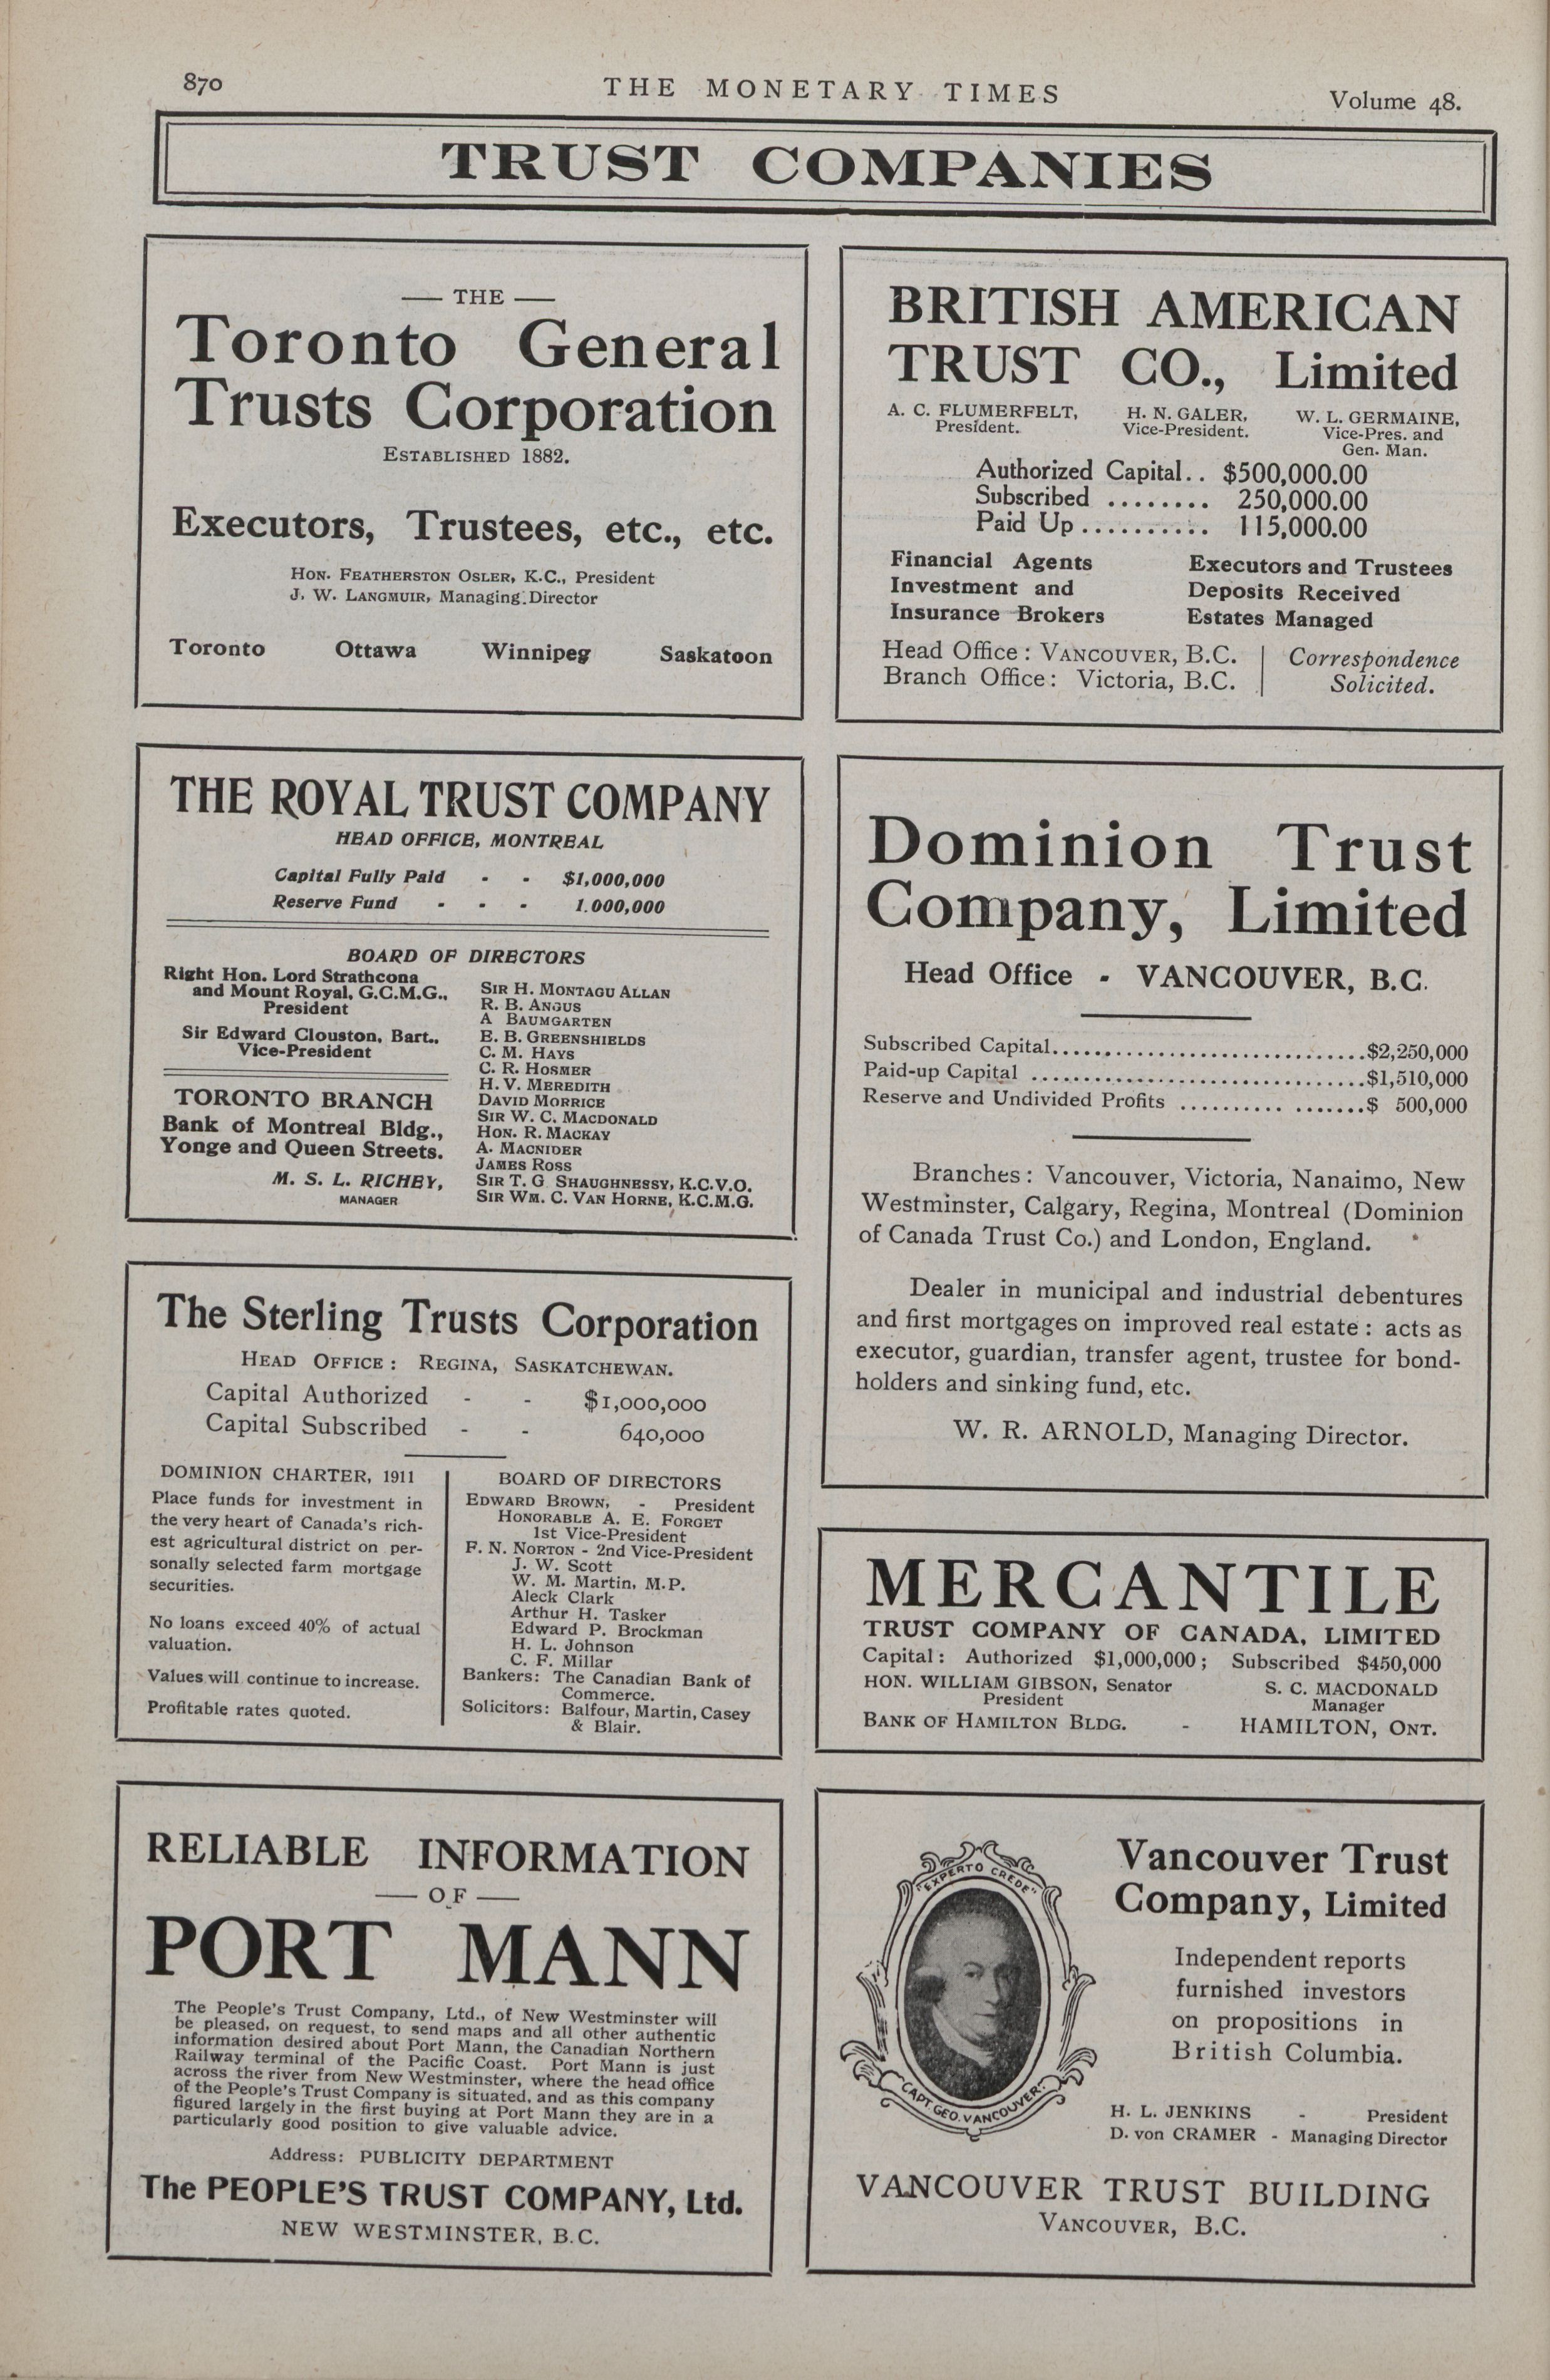 870
THE MONETARY TIMES
Volume 48.
TRUST COMPANIES
— THE —
Toronto General
Trusts Corporation
ESTABLISHED 1882.
Executors, Trustees, etc., etc.
HON. FEATHERSTON OSLER, K.C., President
J. W. LANGMUIR, Managing Director
Toronto Ottawa Winnipeg Saskatoon
BRITISH AMERICAN
TRUST CO., Limited
A. C. FLUMERFELT, H. N. GALER, W. L. GERMAINE,
President. Vice-President. Vice-Pres. and
Gen. Man.
Authorized Capital.. $500,000.00
Subscribed ........ 250,000.00
Paid Up.......... 115,000.00
Financial Agents Executors and Trustees
Investment and Deposits Received
Insurance Brokers Estates Managed
Head Office: VANCOUVER, B.C.
Branch Office: Victoria, B.C.
Correspondence
Solicited.
THE ROYAL TRUST COMPANY
HEAD OFFICE, MONTREAL
Capital Fully Paid - - $1,000,000
Reserve Fund - - - 1.000,000
BOARD OF DIRECTORS
Right Hon. Lord Strathcona
and Mount Royal, G.C.M.G.,
President
Sir Edward Clouston, Bart.,
Vice-President
TORONTO BRANCH
Bank of Montreal Bldg.,
Yonge and Queen Streets.
M. S. L. RICHEY,
MANAGER
SIR H. MONTAGU ALLAN
R. B. ANGUS
A BAUMGARTEN
E. B. GREENSHIELDS
C. M. HAYS
C. R. HOSMER
H. V. MEREDITH
DAVID MORRICE
SIR W. C. MACDONALD
HON. R. MACKAY
A. MACNIDER
JAMES ROSS
SIR T. G SHAUGHNESSY, K.C.V.O.
SIR WM. C. VAN HORNE, K.C.M.G.
Dominion Trust
Company, Limited
Head Office - VANCOUVER, B.C.
Subscribed Capital..............................$2,250,000
Paid-up Capital ................................$1,510,000
Reserve and Undivided Profits .......... .......$ 500,000
Branches: Vancouver, Victoria, Nanaimo, New
Westminster, Calgary, Regina, Montreal (Dominion
of Canada Trust Co.) and London, England.
Dealer in municipal and industrial debentures
and first mortgages on improved real estate: acts as
executor, guardian, transfer agent, trustee for bond-
holders and sinking fund, etc.
W. R. ARNOLD, Managing Director.
The Sterling Trusts Corporation
HEAD OFFICE: REGINA, SASKATCHEWAN.
Capital Authorized - - $1,000,000
Capital Subscribed - - 640,000
DOMINION CHARTER, 1911
Place funds for investment in
the very heart of Canada's rich-
est agricultural district on per-
sonally selected farm mortgage
securities.
No loans exceed 40% of actual
valuation.
Values will continue to increase.
Profitable rates quoted.
BOARD OF DIRECTORS
EDWARD BROWN, - President
HONORABLE A. E. FORGET
1st Vice-President
F. N. NORTON - 2nd Vice-President
J. W. Scott
W. M. Martin, M.P.
Aleck Clark
Arthur H. Tasker
Edward P. Brockman
H. L. Johnson
C. F. Millar
Bankers: The Canadian Bank of
Commerce.
Solicitors: Balfour, Martin, Casey
& Blair.
MERCANTILE
TRUST COMPANY OF CANADA, LIMITED
Capital: Authorized $1,000,000; Subscribed $450,000
HON. WILLIAM GIBSON, Senator S. C. MACDONALD
President Manager
BANK OF HAMILTON BLDG. - HAMILTON, ONT.
RELIABLE INFORMATION
— OF —
PORT MANN
The People's Trust Company, Ltd., of New Westminster will
be pleased, on request, to send maps and all other authentic
information desired about Port Mann, the Canadian Northern
Railway terminal of the Pacific Coast. Port Mann is just
across the river from New Westminster, where the head office
of the People's Trust Company is situated, and as this company
figured largely in the first buying at Port Mann they are in a
particularly good position to give valuable advice.
Address: PUBLICITY DEPARTMENT
The PEOPLE'S TRUST COMPANY, Ltd.
NEW WESTMINSTER, B.C.
"EXPERTO CREDE"
CAPT. GEO. VANCOUVER.
Vancouver Trust
Company, Limited
Independent reports
furnished investors
on propositions in
British Columbia.
H. L. JENKINS - President
D. von CRAMER - Managing Director
VANCOUVER TRUST BUILDING
VANCOUVER, B.C.